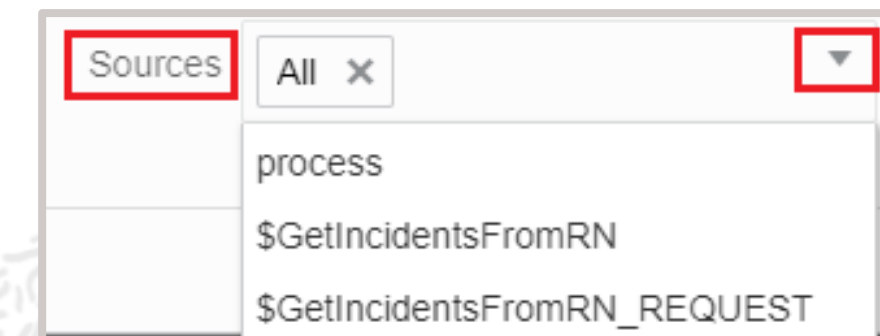 Sources All ×
process
$GetIncidentsFromRN
$GetIncidentsFromRN_REQUEST